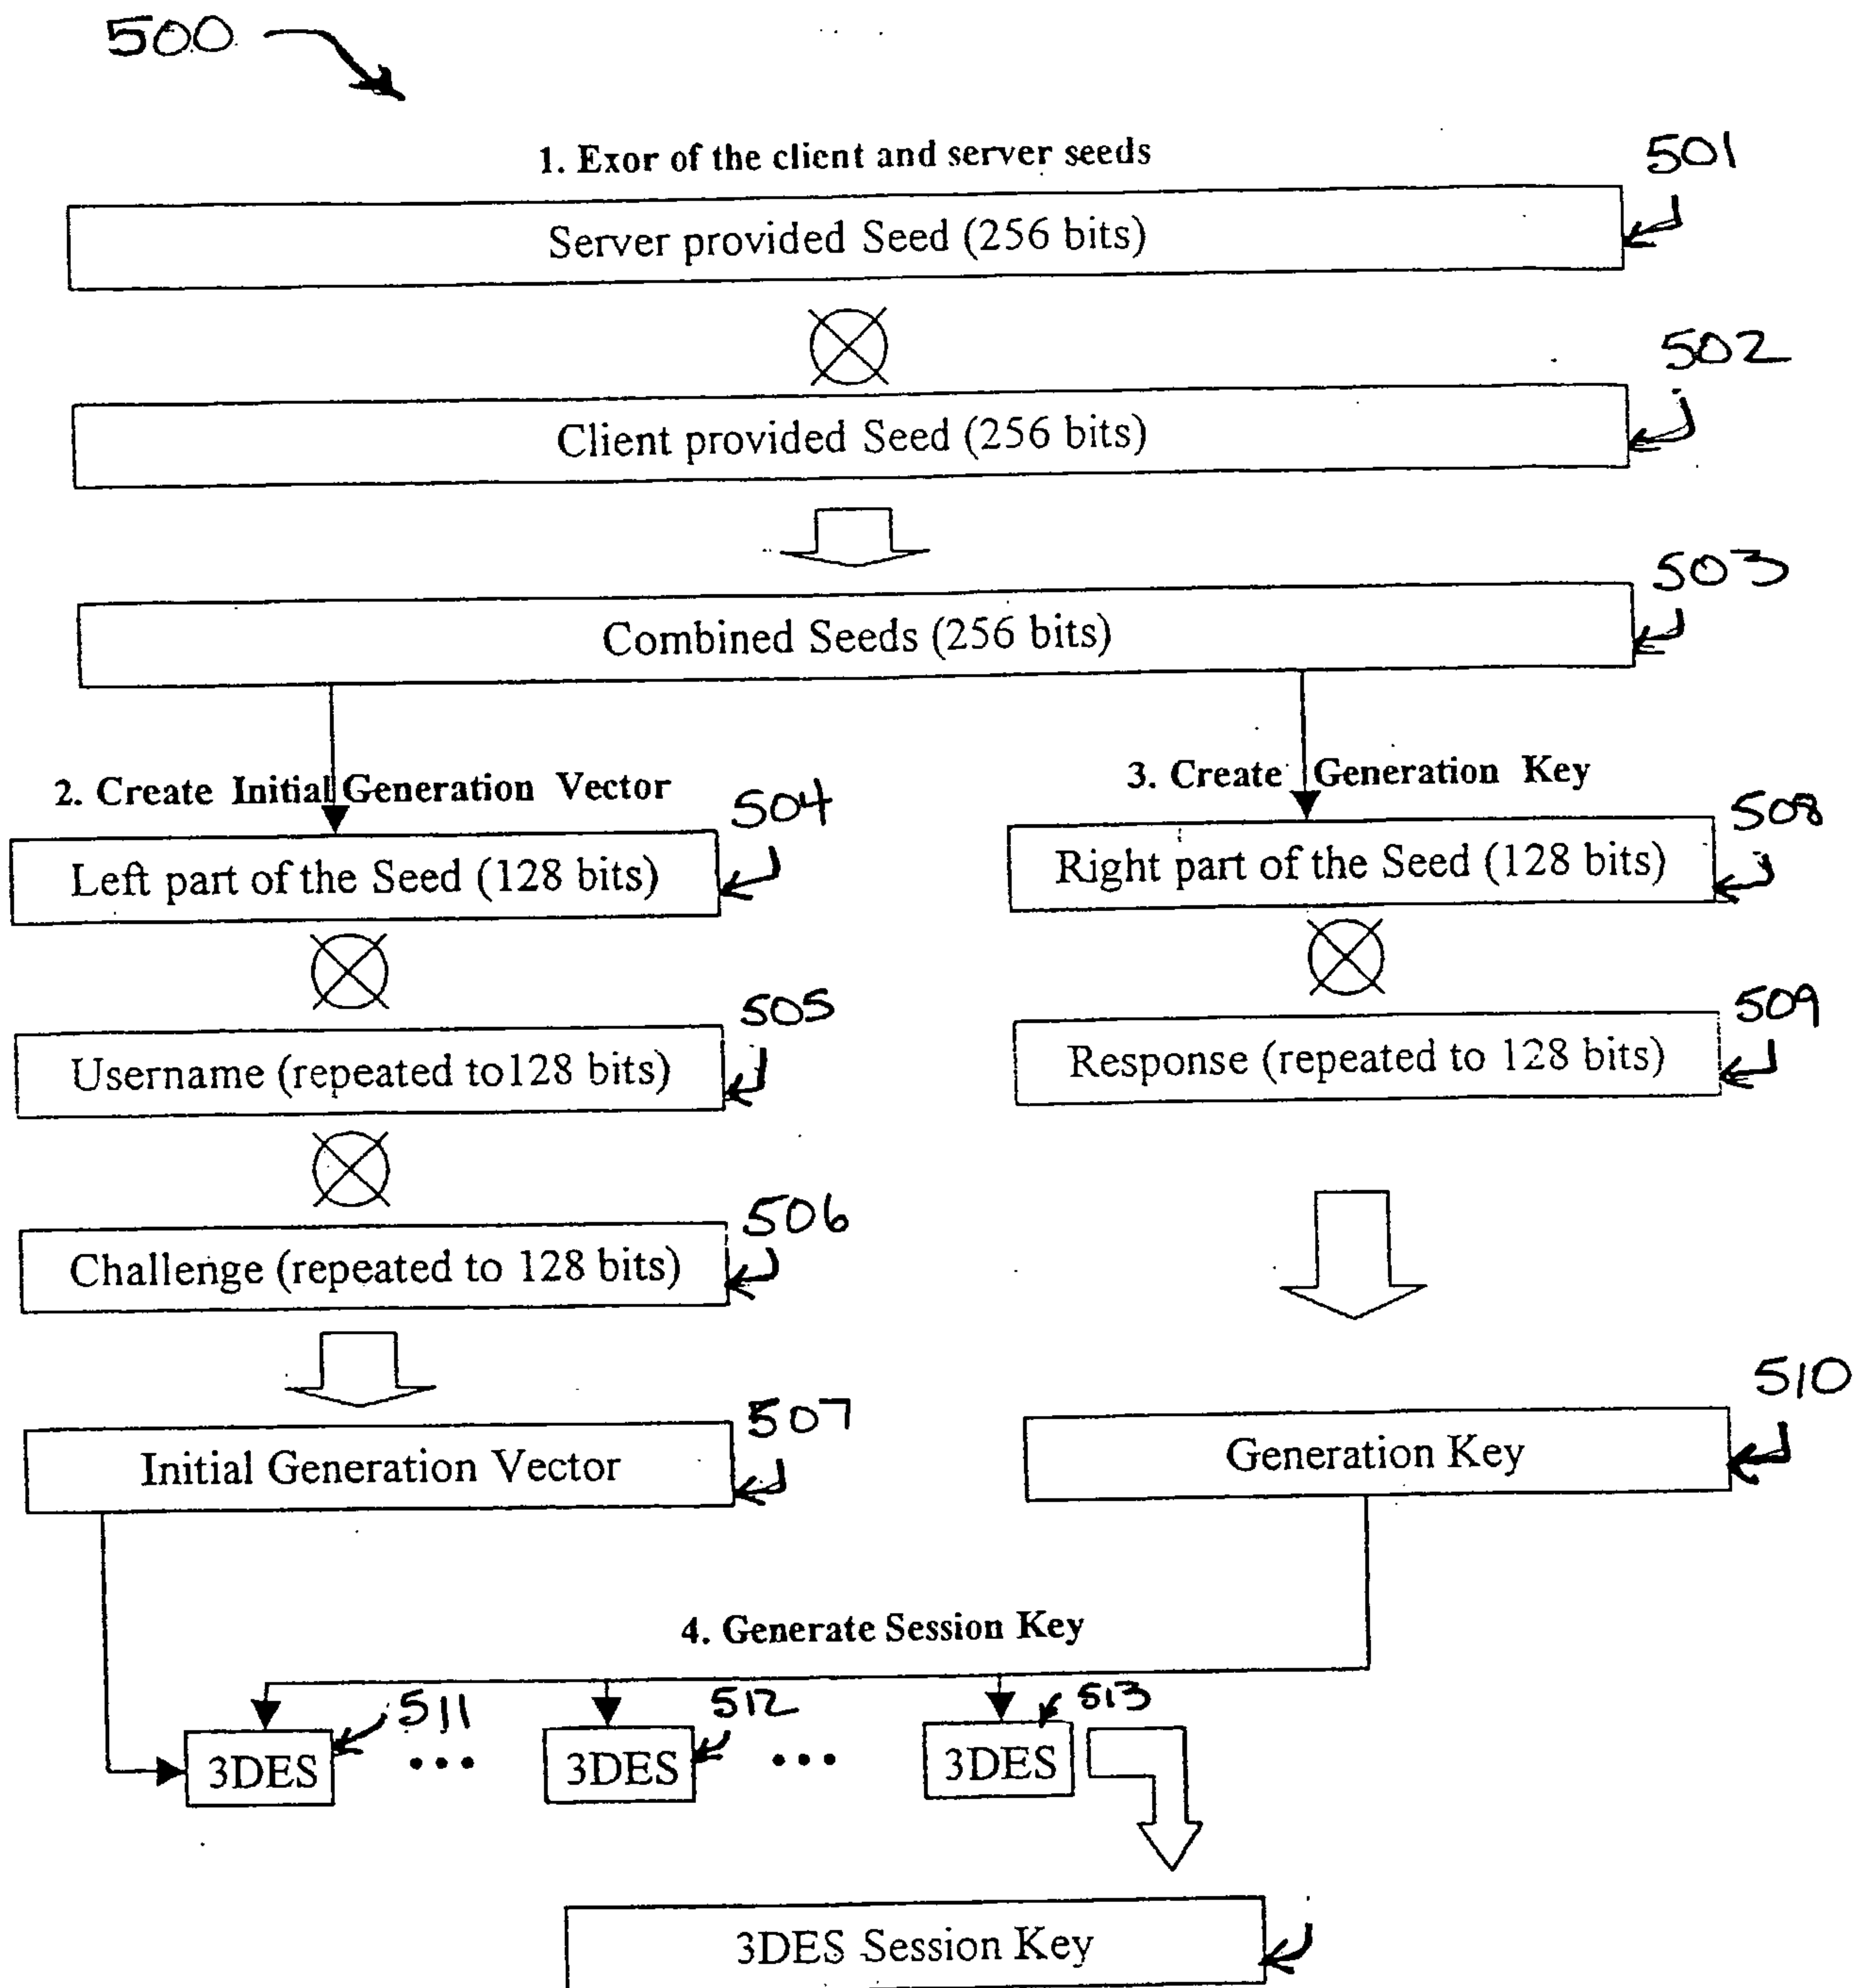 500
1. Exor of the client and server seeds
501
Server provided Seed (256 bits)
502
Client provided Seed (256 bits)
503
Combined Seeds (256 bits)
2. Create Initial Generation Vector
504
Left part of the Seed (128 bits)
505
Username (repeated to128 bits)
506
Challenge (repeated to 128 bits)
507
Initial Generation Vector
3. Create Generation Key
508
Right part of the Seed (128 bits)
509
Response (repeated to 128 bits)
510
Generation Key
4. Generate Session Key
511
512
513
3DES ••• 3DES ••• 3DES
3DES Session Key